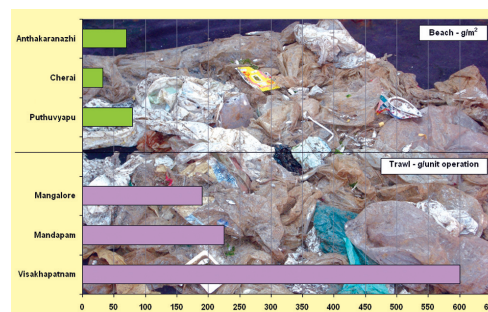 Anthakaranazhi
Beach - g/m²
Cherai
Puthuvyapu
Trawl - g/unit operation
Mangalore
Mandapam
Visakhapatnam
0 50 100 150 200 250 300 350 400 450 500 550 600